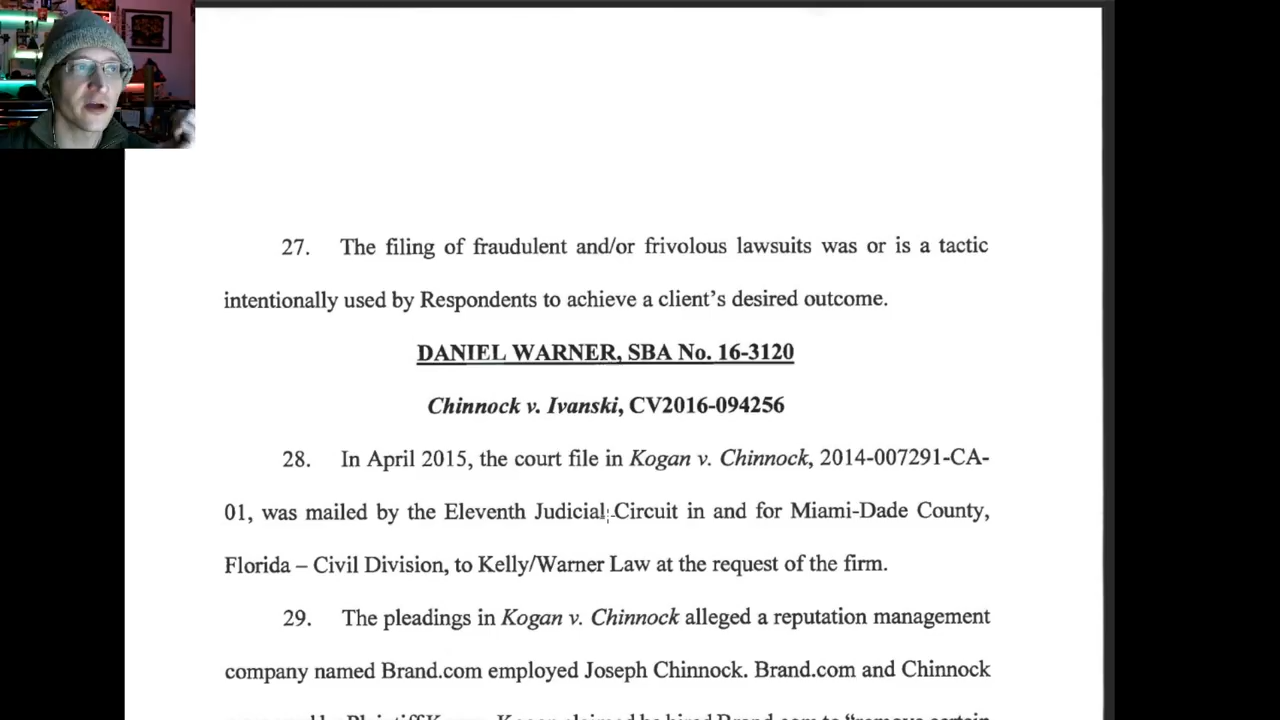 27. The filing of fraudulent and/or frivolous lawsuits was or is a tactic
intentionally used by Respondents to achieve a client's desired outcome.
DANIEL WARNER, SBA No. 16-3120
Chinnock v. Ivanski, CV2016-094256
28. In April 2015, the court file in Kogan v. Chinnock, 2014-007291-CA-
01, was mailed by the Eleventh Judicial Circuit in and for Miami-Dade County,
Florida – Civil Division, to Kelly/Warner Law at the request of the firm.
29. The pleadings in Kogan v. Chinnock alleged a reputation management
company named Brand.com employed Joseph Chinnock. Brand.com and Chinnock